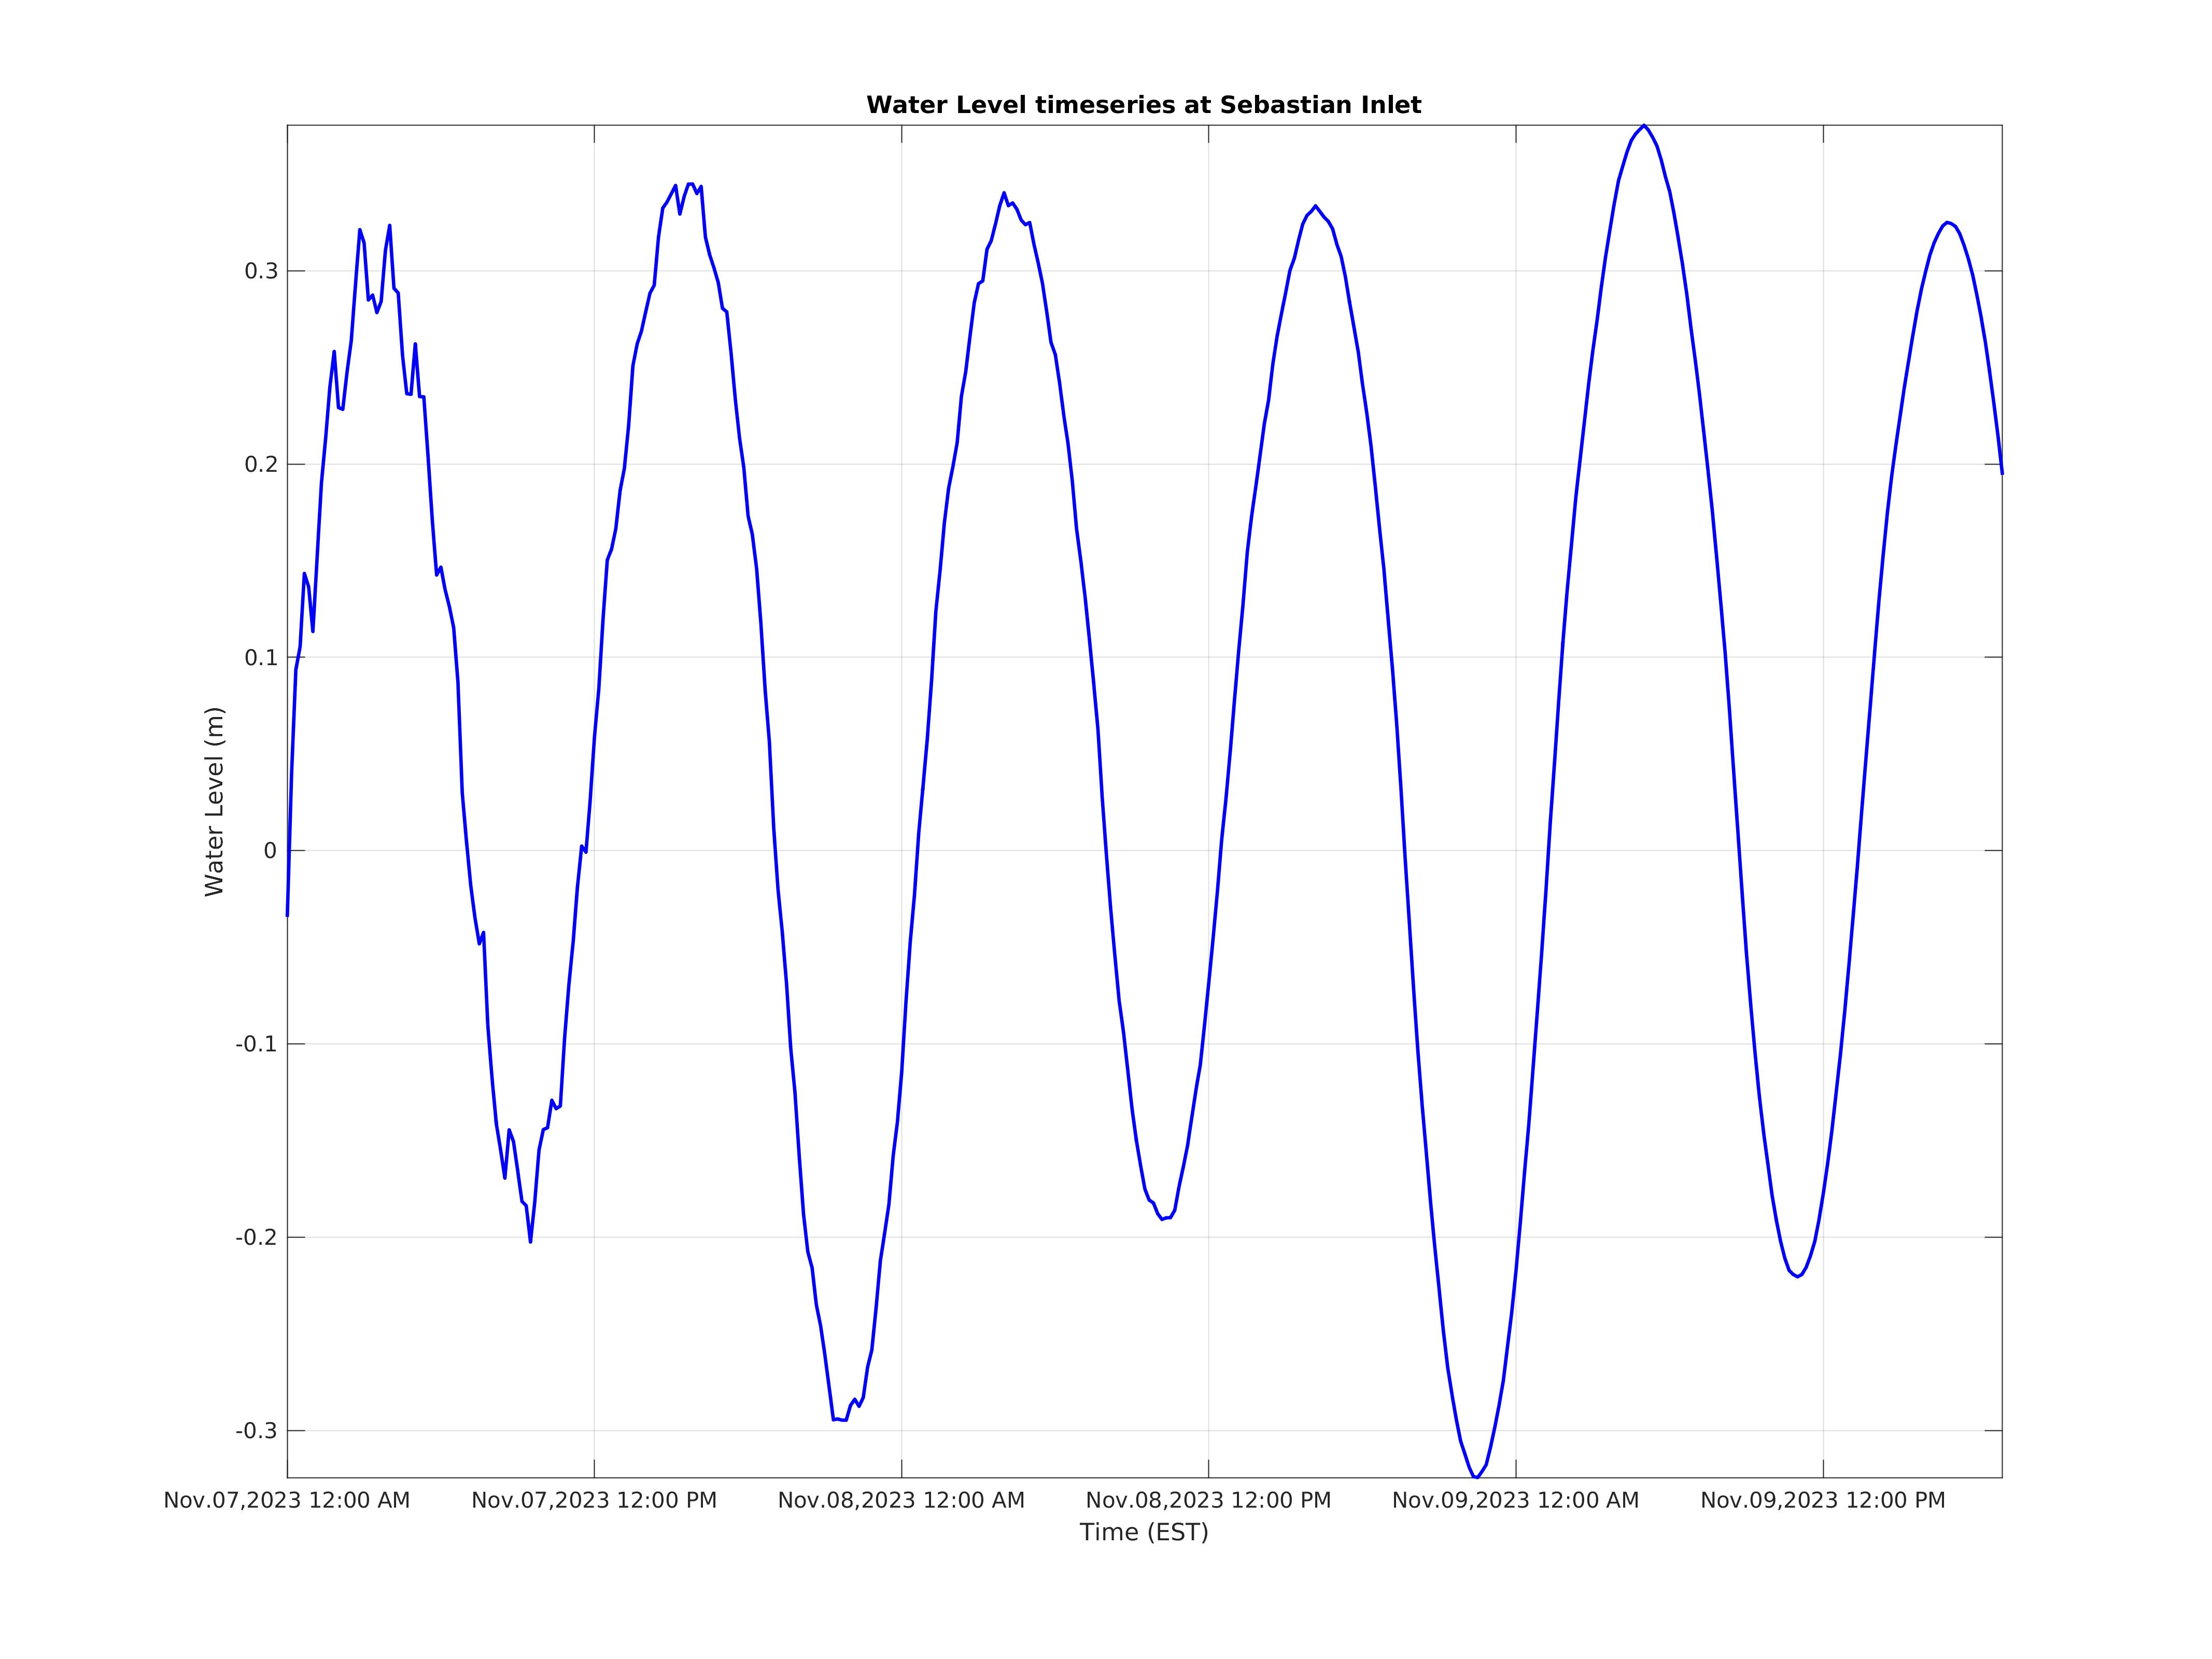 Water Level timeseries at Sebastian Inlet
Water Level (m)
0.3
0.2
0.1
0
-0.1
-0.2
-0.3
Nov.07,2023 12:00 AM Nov.07,2023 12:00 PM Nov.08,2023 12:00 AM Nov.08,2023 12:00 PM Nov.09,2023 12:00 AM Nov.09,2023 12:00 PM
Time (EST)